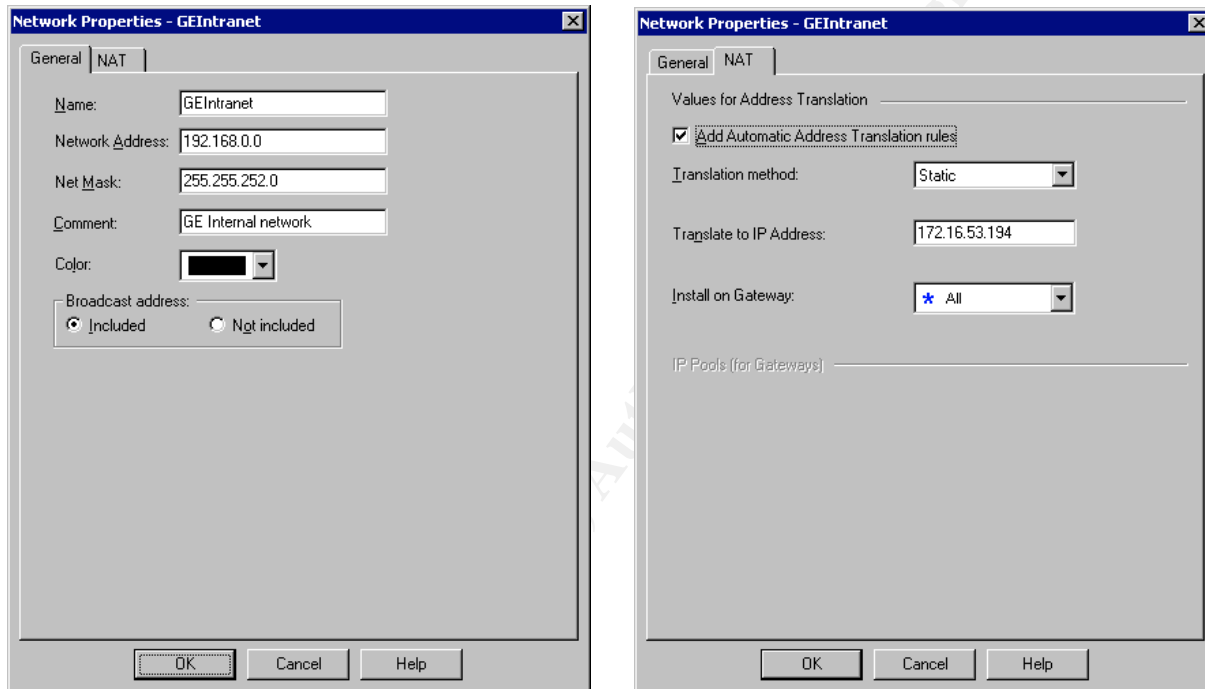 Network Properties - GEIntranet
General NAT
Name: GEIntranet
Network Address: 192.168.0.0
Net Mask: 255.255.252.0
Comment: GE Internal network
Color:
Broadcast address:
Included Not included
OK Cancel Help
Network Properties - GEIntranet
General NAT
Values for Address Translation
Add Automatic Address Translation rules
Translation method: Static
Translate to IP Address: 172.16.53.194
Install on Gateway: * All
IP Pools (for Gateways)
OK Cancel Help